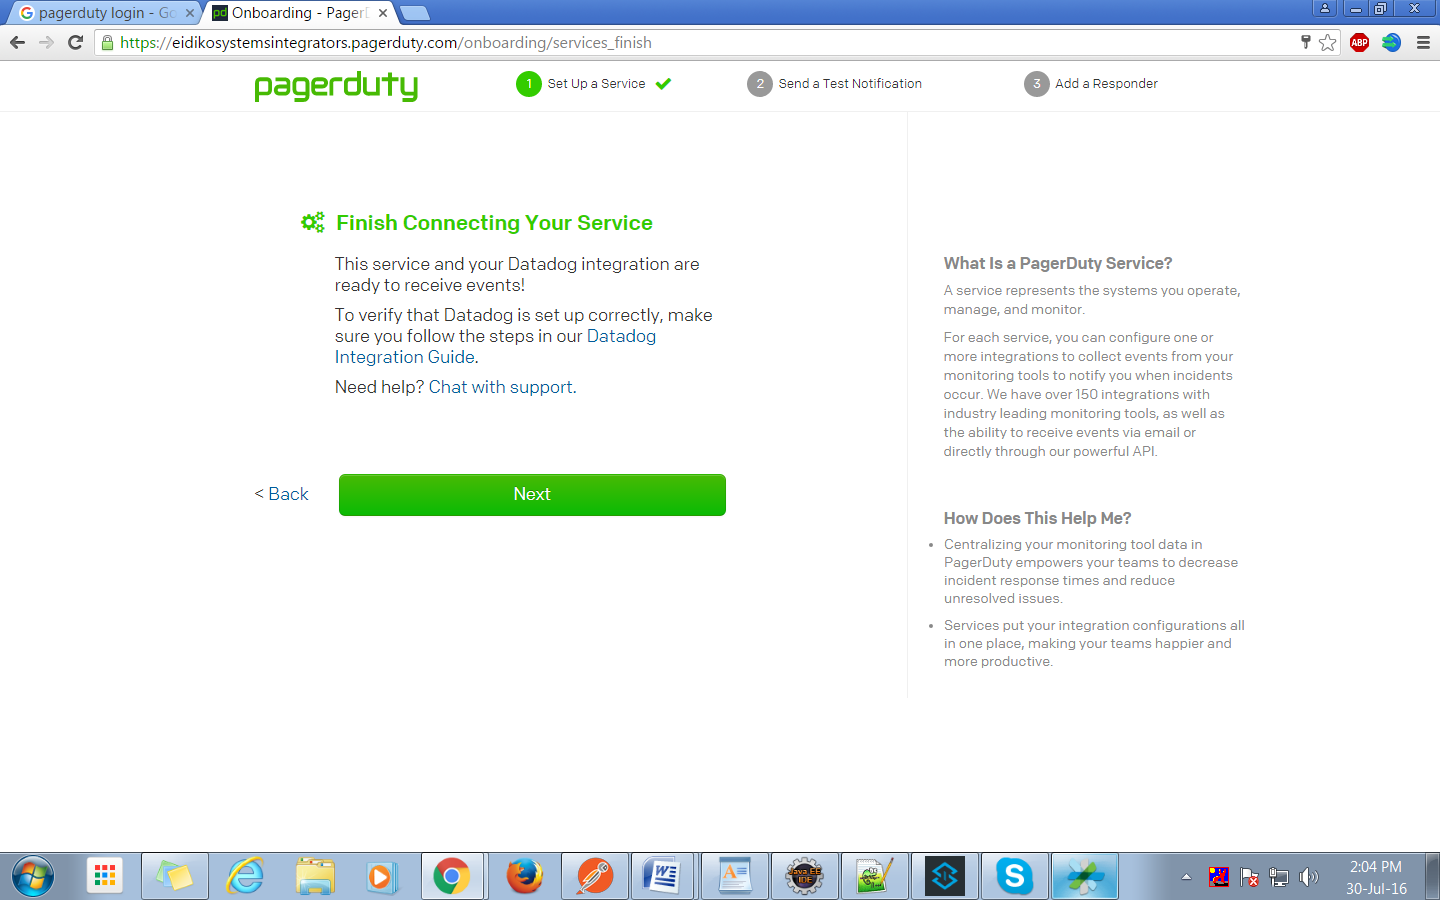 pagerduty login - Go
Onboarding - PagerD
https://eidikosystemsintegrators.pagerduty.com/onboarding/services_finish
ABP
pagerduty
1 Set Up a Service
2 Send a Test Notification
3 Add a Responder
Finish Connecting Your Service
This service and your Datadog integration are
ready to receive events!
To verify that Datadog is set up correctly, make
sure you follow the steps in our Datadog
Integration Guide.
Need help? Chat with support.
< Back
Next
What Is a PagerDuty Service?
A service represents the systems you operate,
manage, and monitor.
For each service, you can configure one or
more integrations to collect events from your
monitoring tools to notify you when incidents
occur. We have over 150 integrations with
industry leading monitoring tools, as well as
the ability to receive events via email or
directly through our powerful API.
How Does This Help Me?
• Centralizing your monitoring tool data in
PagerDuty empowers your teams to decrease
incident response times and reduce
unresolved issues.
• Services put your integration configurations all
in one place, making your teams happier and
more productive.
Java EE
IDE
2:04 PM
30-Jul-16